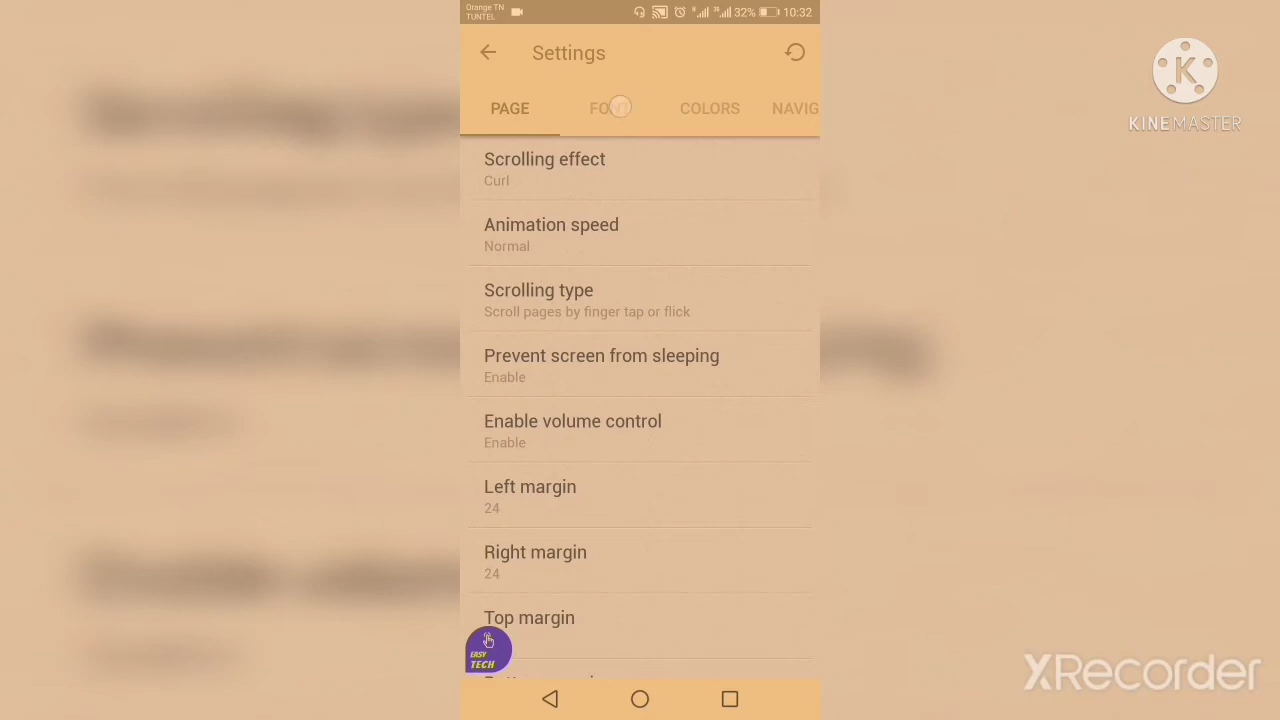 Orange TN
TUNTEL
32%
10:32
Settings
PAGE
FONT
COLORS
NAVIG
Scrolling effect
Curl
Animation speed
Normal
Scrolling type
Scroll pages by finger tap or flick
Prevent screen from sleeping
Enable
Enable volume control
Enable
Left margin
24
Right margin
24
Top margin
EASY
TECH
K
KINEMASTER
XRecorder